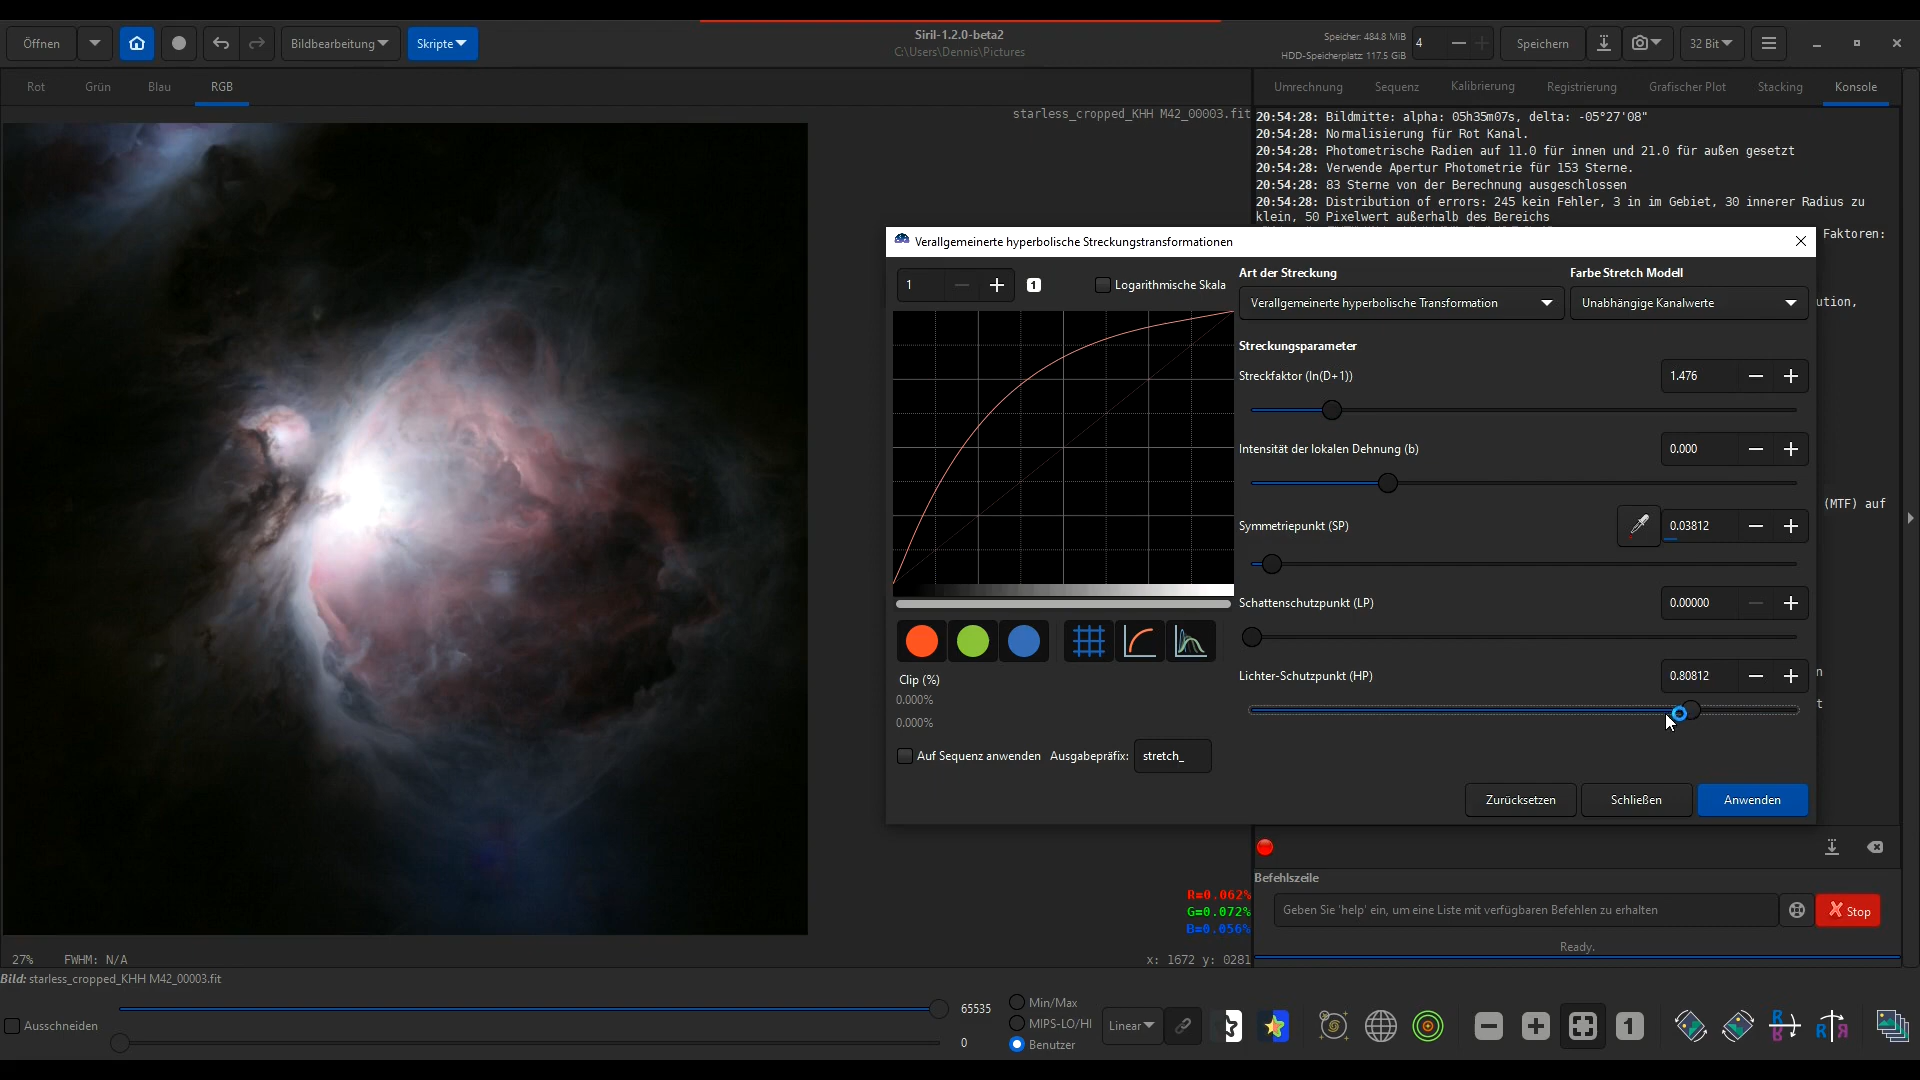 Öffnen
Bildbearbeitung
Skripte
Siril-1.2.0-beta2
C:\Users\Dennis\Pictures
Speicher: 484.8 MiB
HDD-Speicherplatz: 117.5 GiB
4
Speichern
32 Bit
Rot
Grün
Blau
RGB
Umrechnung
Sequenz
Kalibrierung
Registrierung
Grafischer Plot
Stacking
Konsole
starless_cropped_KHH M42_00003.fit
20:54:28: Bildmitte: alpha: 05h35m07s, delta: -05°27'08"
20:54:28: Normalisierung für Rot Kanal.
20:54:28: Photometrische Radien auf 11.0 für innen und 21.0 für außen gesetzt
20:54:28: Verwende Apertur Photometrie für 153 Sterne.
20:54:28: 83 Sterne von der Berechnung ausgeschlossen
20:54:28: Distribution of errors: 245 kein Fehler, 3 in im Gebiet, 30 innerer Radius zu
klein, 50 Pixelwert außerhalb des Bereichs
Faktoren:
ution,
(MTF) auf
n
t
Verallgemeinerte hyperbolische Streckungstransformationen
1
1
Logarithmische Skala
Art der Streckung
Farbe Stretch Modell
Verallgemeinerte hyperbolische Transformation
Unabhängige Kanalwerte
Streckungsparameter
Streckfaktor (ln(D+1))
1.476
Intensität der lokalen Dehnung (b)
0.000
Symmetriepunkt (SP)
0.03812
Schattenschutzpunkt (LP)
0.00000
Lichter-Schutzpunkt (HP)
0.80812
Clip (%)
0.000%
0.000%
Auf Sequenz anwenden
Ausgabepräfix:
stretch_
Zurücksetzen
Schließen
Anwenden
Befehlszeile
Geben Sie 'help' ein, um eine Liste mit verfügbaren Befehlen zu erhalten
Stop
Ready.
R=0.062%
G=0.072%
B=0.056%
27%
FWHM: N/A
x: 1672 y: 0281
Bild: starless_cropped_KHH M42_00003.fit
Ausschneiden
65535
0
Min/Max
MIPS-LO/HI
Benutzer
Linear
1
R
R
R
R